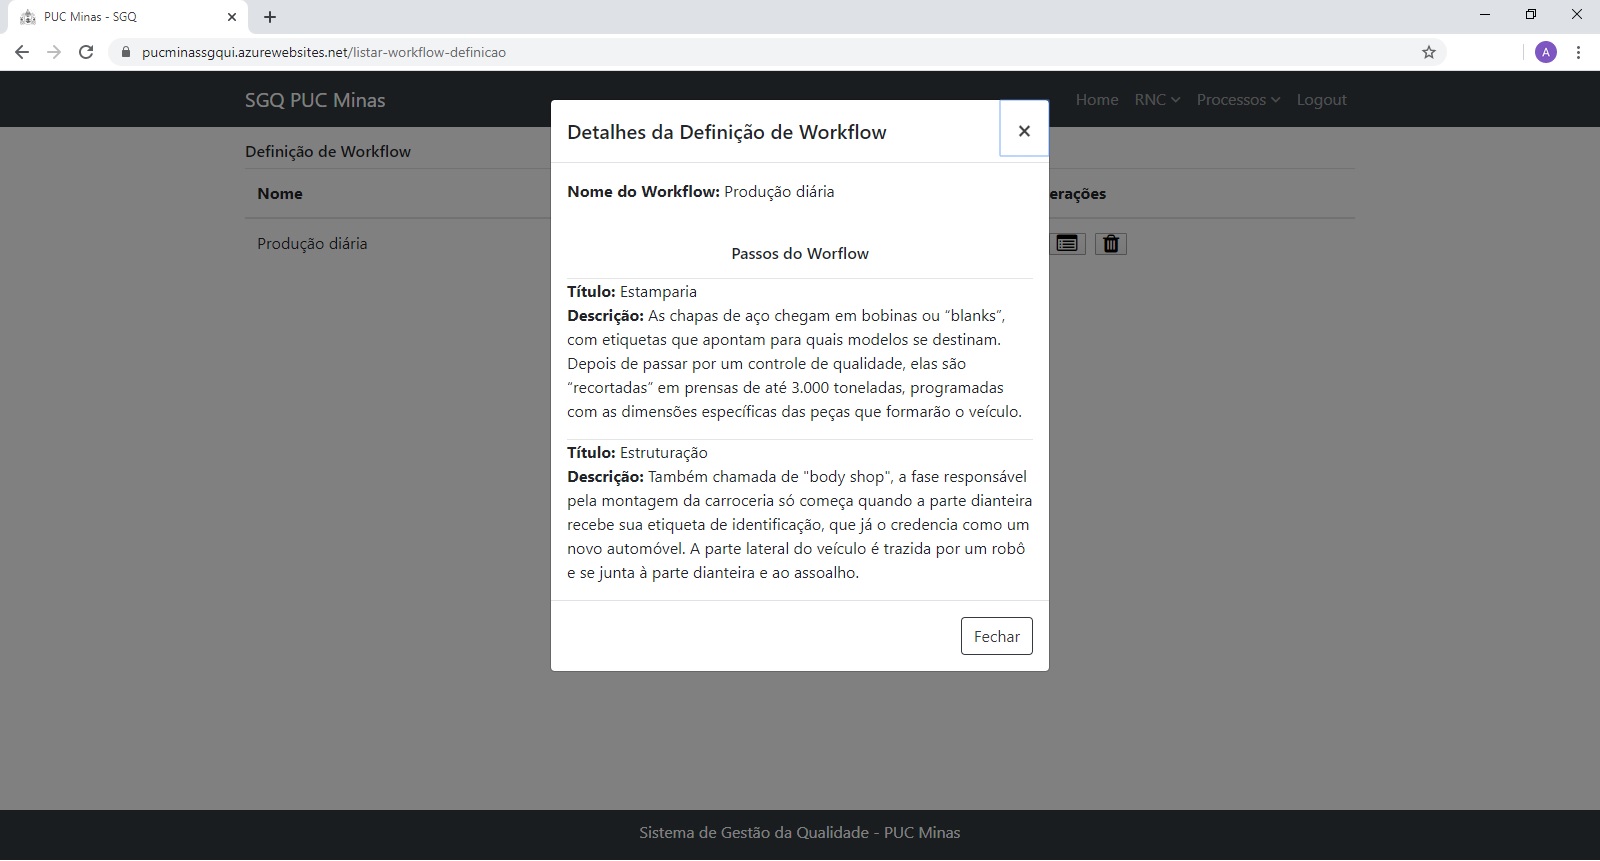 PUC Minas - SGQ
pucminassgqui.azurewebsites.net/listar-workflow-definicao
A
SGQ PUC Minas
Home RNC Processos Logout
Definição de Workflow
Nome
erações
Produção diária
Detalhes da Definição de Workflow
×
Nome do Workflow: Produção diária
Passos do Worflow
Título: Estamparia
Descrição: As chapas de aço chegam em bobinas ou “blanks”,
com etiquetas que apontam para quais modelos se destinam.
Depois de passar por um controle de qualidade, elas são
“recortadas” em prensas de até 3.000 toneladas, programadas
com as dimensões específicas das peças que formarão o veículo.
Título: Estruturação
Descrição: Também chamada de "body shop", a fase responsável
pela montagem da carroceria só começa quando a parte dianteira
recebe sua etiqueta de identificação, que já o credencia como um
novo automóvel. A parte lateral do veículo é trazida por um robô
e se junta à parte dianteira e ao assoalho.
Fechar
Sistema de Gestão da Qualidade - PUC Minas